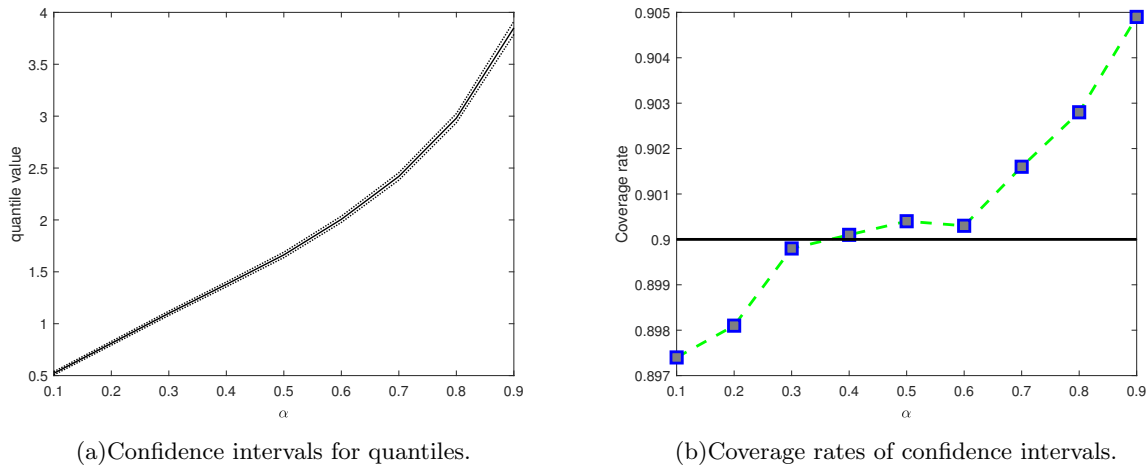 4
3.5
3
2.5
2
1.5
1
0.5
quantile value
0.1 0.2 0.3 0.4 0.5 0.6 0.7 0.8 0.9
α
(a)Confidence intervals for quantiles.
0.905
0.904
0.903
0.902
0.901
0.9
0.899
0.898
0.897
Coverage rate
0.1 0.2 0.3 0.4 0.5 0.6 0.7 0.8 0.9
α
(b)Coverage rates of confidence intervals.